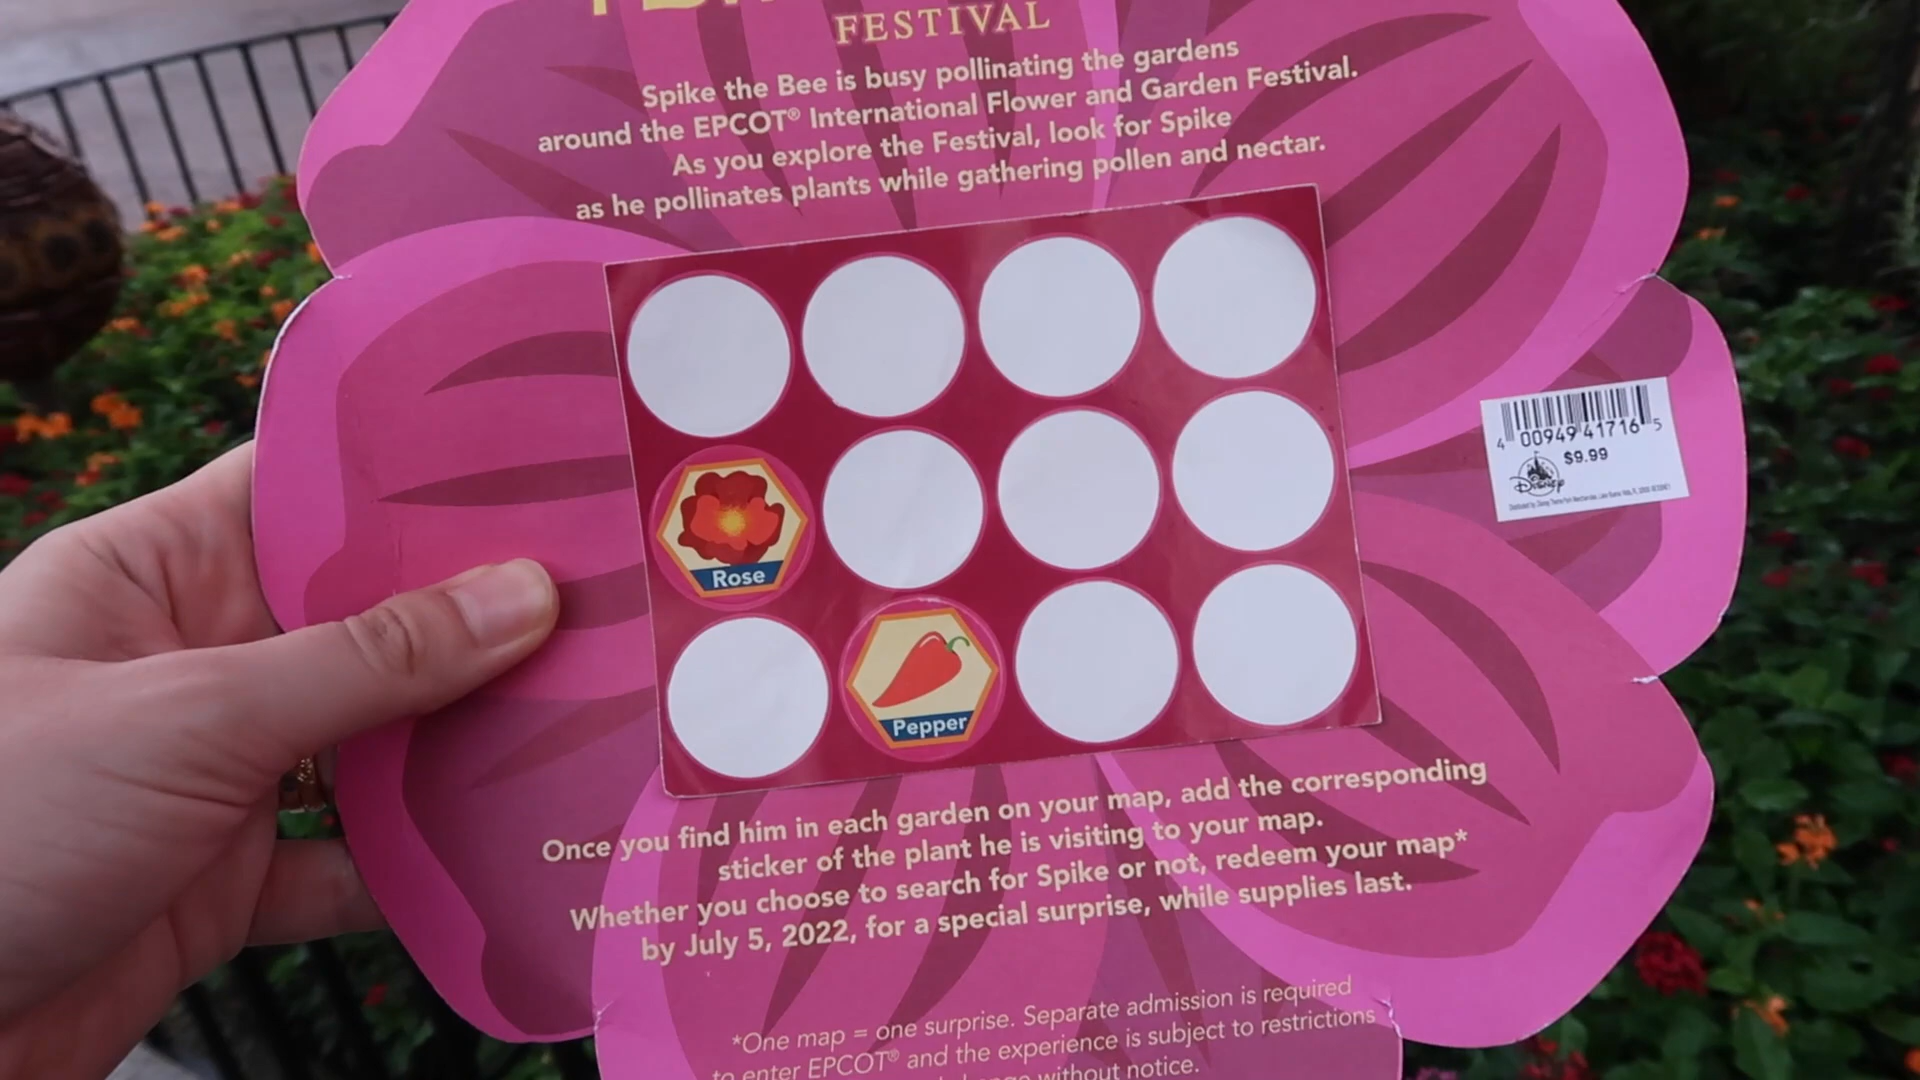 FESTIVAL
Spike the Bee is busy pollinating the gardens
around the EPCOT® International Flower and Garden Festival.
As you explore the Festival, look for Spike
as he pollinates plants while gathering pollen and nectar.
Rose
Pepper
4 00949 41716 5
$9.99
Disney
Once you find him in each garden on your map, add the corresponding
sticker of the plant he is visiting to your map.
Whether you choose to search for Spike or not, redeem your map*
by July 5, 2022, for a special surprise, while supplies last.
*One map = one surprise. Separate admission is required
to enter EPCOT® and the experience is subject to restrictions
without notice.